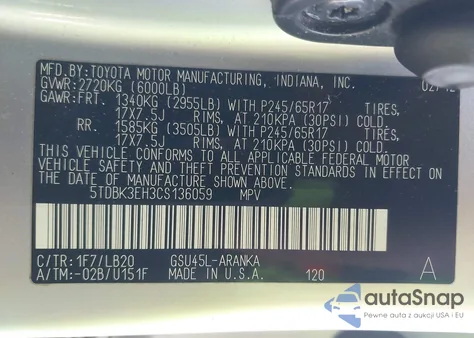 MFD.BY:TOYOTA MOTOR MANUFACTURING, INDIANA, INC. 02/12
GVWR:2720KG (6000LB)
GAWR:FRT. 1340KG (2955LB) WITH P245/65R17 TIRES,
17X7.5J RIMS, AT 210KPA (30PSI) COLD.
RR. 1585KG (3505LB) WITH P245/65R17 TIRES,
17X7.5J RIMS, AT 210KPA (30PSI) COLD.
THIS VEHICLE CONFORMS TO ALL APPLICABLE FEDERAL MOTOR
VEHICLE SAFETY AND THEFT PREVENTION STANDARDS IN EFFECT
ON THE DATE OF MANUFACTURE SHOWN ABOVE.
5TDBK3EH3CS136059 MPV
C/TR:1F7/LB20 GSU45L-ARANKA
A/TM:-02B/U151F MADE IN U.S.A. 120 A
autoSnap
Pewne auta z aukcji USA i EU